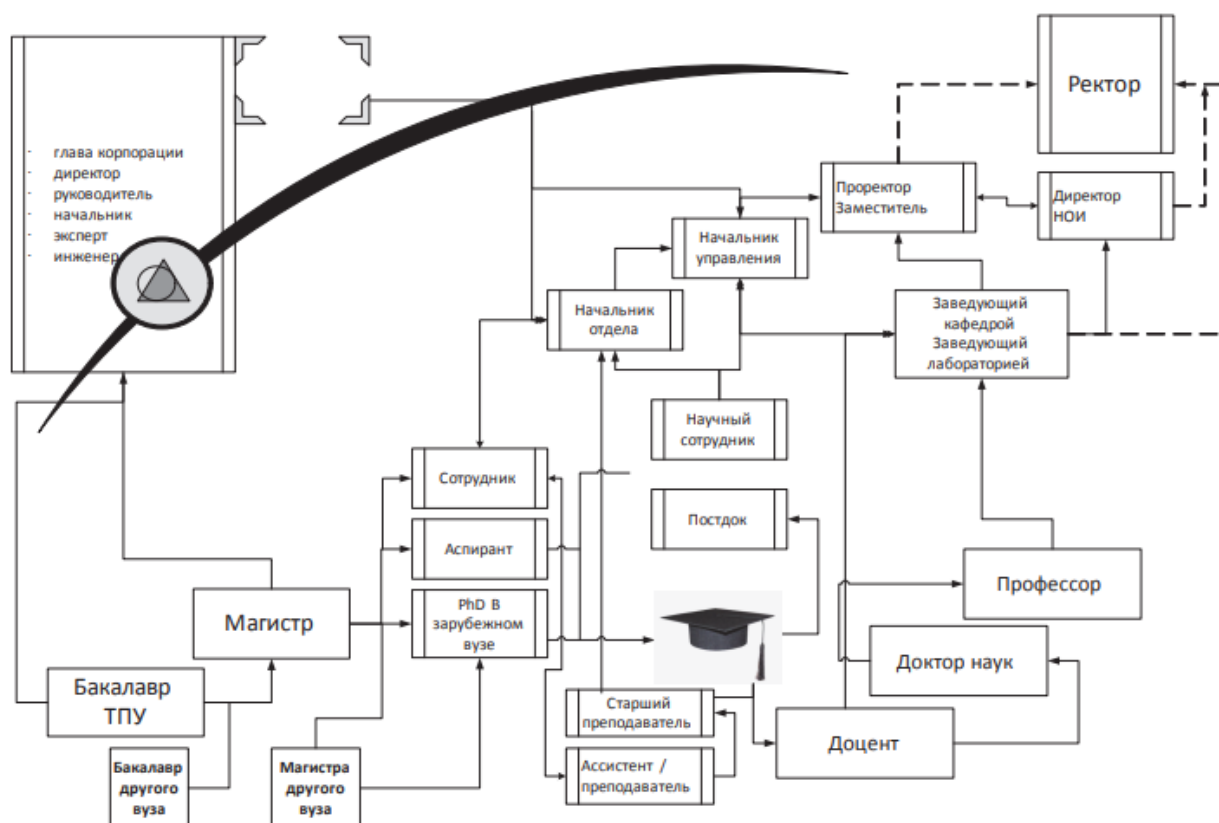 - глава корпорации
- директор
- руководитель
- начальник
- эксперт
- инженер
Ректор
Проректор
Заместитель
Директор
НОИ
Начальник
управления
Начальник
отдела
Заведующий
кафедрой
Заведующий
лабораторией
Научный
сотрудник
Сотрудник
Постдок
Аспирант
Профессор
PhD В
зарубежном
вузе
Магистр
Доктор наук
Бакалавр
ТПУ
Старший
преподаватель
Доцент
Бакалавр
другого
вуза
Магистра
другого
вуза
Ассистент /
преподаватель